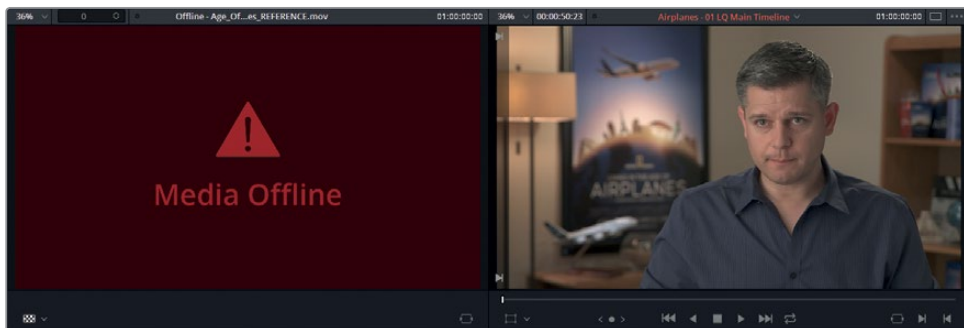 36%
0
Offline - Age_Of...es_REFERENCE.mov
01:00:00:00
Media Offline
36%
00:00:50:23
Airplanes - 01 LQ Main Timeline
01:00:00:00
AIRPLANES